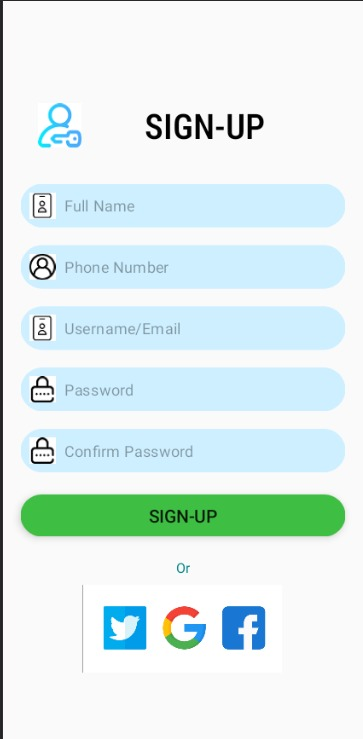 SIGN-UP
Full Name
Phone Number
Username/Email
Password
Confirm Password
SIGN-UP
Or